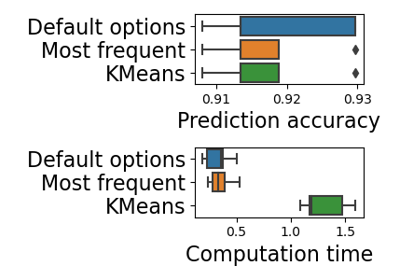 Default options
Most frequent
KMeans
0.91 0.92 0.93
Prediction accuracy
Default options
Most frequent
KMeans
0.5 1.0 1.5
Computation time